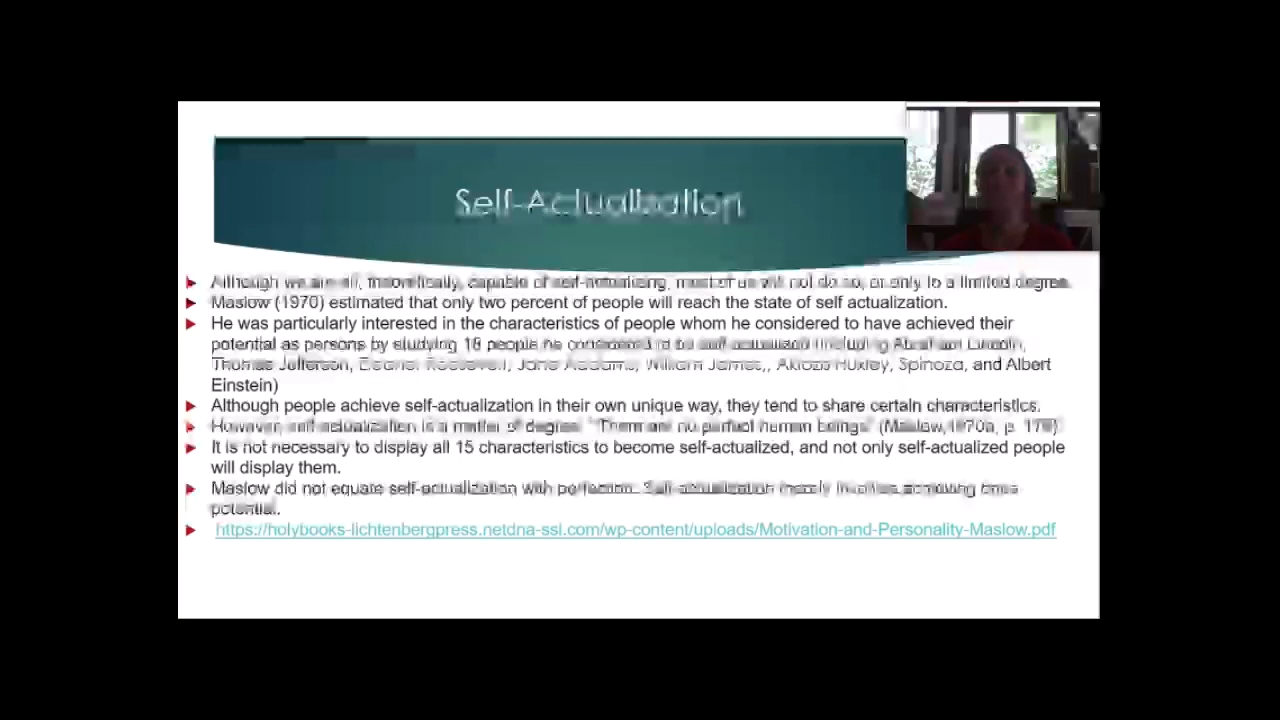 Self-Actualization
Although we are all, theoretically, capable of self-actualising, most of us will not do so, or only to a limited degree.
Maslow (1970) estimated that only two percent of people will reach the state of self actualization.
He was particularly interested in the characteristics of people whom he considered to have achieved their
potential as persons by studying 18 people he considered to be self-actualized (including Abraham Lincoln,
Thomas Jefferson, Eleanor Roosevelt, Jane Addams, William James,, Huxley, Spinoza, and Albert
Einstein)
Although people achieve self-actualization in their own unique way, they tend to share certain characteristics.
However, self-actualization is a matter of degree. "There are no perfect human beings" (Maslow,1970a, p. 176)
It is not necessary to display all 15 characteristics to become self-actualized, and not only self-actualized people
will display them.
Maslow did not equate self-actualization with perfection. Self-actualization merely involves achieving ones
potential.
https://holybooks-lichtenbergpress.netdna-ssl.com/wp-content/uploads/Motivation-and-Personality-Maslow.pdf